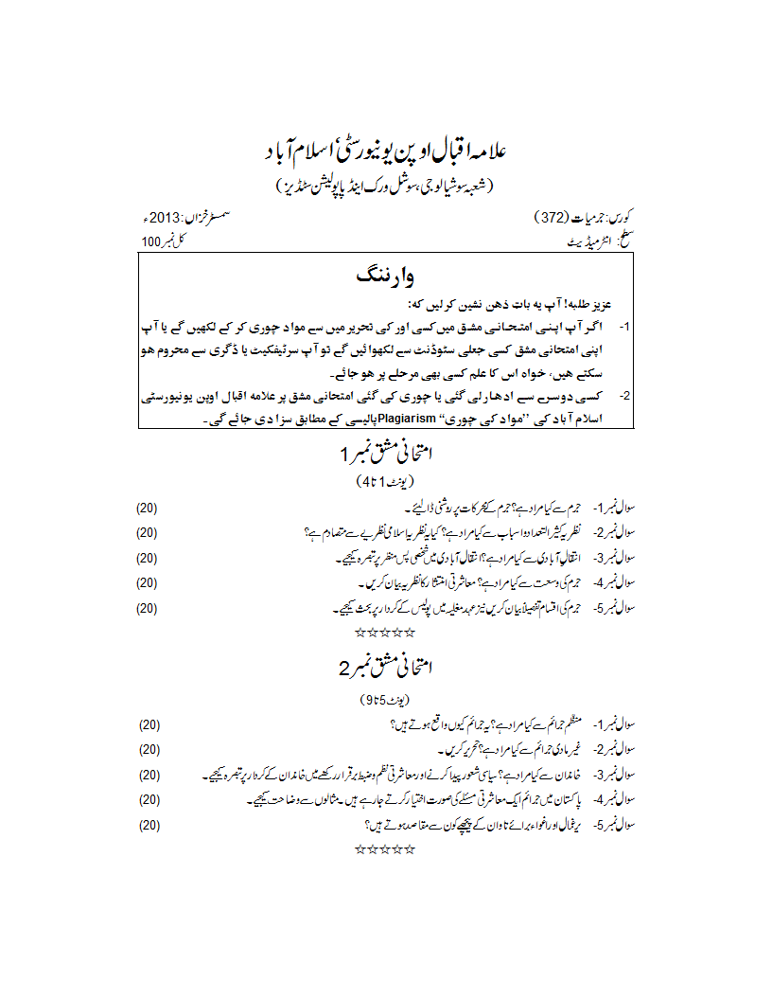 علامہ اقبال اوپن یونیورسٹی، اسلام آباد
(شعبہ سوشیالوجی، سوشل ورک اینڈ پاپولیشن سٹڈیز)
کورس: جرمیات (372) سمسٹر خزاں: 2013ء
سطح: انٹرمیڈیٹ کل نمبر 100
وارننگ
عزیز طلبہ! آپ یہ بات ذھن نشین کر لیں کہ:
1- اگر آپ اپنی امتحانی مشق میں کسی اور کی تحریر میں سے مواد چوری کر کے لکھیں گے یا آپ
اپنی امتحانی مشق کسی جعلی سٹوڈنٹ سے لکھوائیں گے تو آپ سرٹیفکیٹ یا ڈگری سے محروم ھو
سکتے ھیں، خواہ اس کا علم کسی بھی مرحلے پر ھو جائے۔
2- کسی دوسرے سے ادھار لی گئی یا چوری کی گئی امتحانی مشق پر علامہ اقبال اوپن یونیورسٹی
اسلام آباد کی ”مواد کی چوری“ Plagiarism پالیسی کے مطابق سزا دی جائے گی۔
امتحانی مشق نمبر 1
(یونٹ 1 تا 4)
سوال نمبر 1- جرم سے کیا مراد ہے؟ جرم کے محرکات پر روشنی ڈالیئے۔ (20)
سوال نمبر 2- نظریہ کثیر التعداد اسباب سے کیا مراد ہے؟ کیا یہ نظریہ اسلامی نظریے سے متصادم ہے؟ (20)
سوال نمبر 3- انتقالِ آبادی سے کیا مراد ہے؟ انتقال آبادی میں شخصی پس منظر پر تبصرہ کیجیے۔ (20)
سوال نمبر 4- جرم کی وسعت سے کیا مراد ہے؟ معاشرتی انتشار کا نظریہ بیان کریں۔ (20)
سوال نمبر 5- جرم کی اقسام تفصیلاً بیان کریں نیز عہد مغلیہ میں پولیس کے کردار پر بحث کیجیے۔ (20)
☆☆☆☆☆
امتحانی مشق نمبر 2
(یونٹ 5 تا 9)
سوال نمبر 1- منظم جرائم سے کیا مراد ہے؟ یہ جرائم کیوں واقع ہوتے ہیں؟ (20)
سوال نمبر 2- غیر مادی جرائم سے کیا مراد ہے؟ تحریر کریں۔ (20)
سوال نمبر 3- خاندان سے کیا مراد ہے؟ سیاسی شعور پیدا کرنے اور معاشرتی نظم و ضبط برقرار رکھنے میں خاندان کے کردار پر تبصرہ کیجیے۔ (20)
سوال نمبر 4- پاکستان میں جرائم ایک معاشرتی مسئلے کی صورت اختیار کرتے جا رہے ہیں۔ مثالوں سے وضاحت کیجیے۔ (20)
سوال نمبر 5- یرغمال اور اغواء برائے تاوان کے پیچھے کون سے مقاصد ہوتے ہیں؟ (20)
☆☆☆☆☆